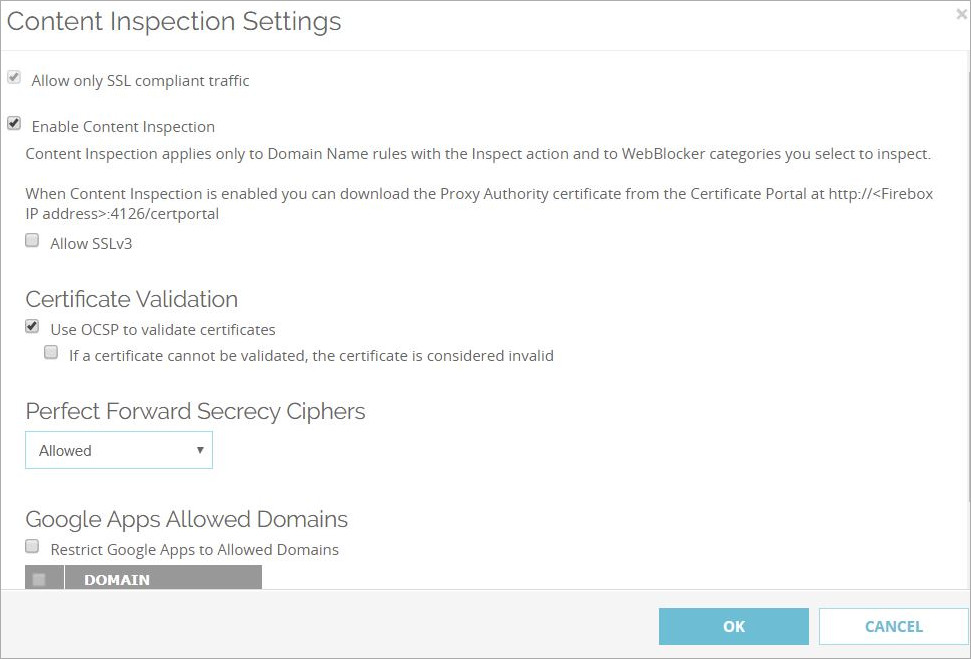 Content Inspection Settings
Allow only SSL compliant traffic
Enable Content Inspection
Content Inspection applies only to Domain Name rules with the Inspect action and to WebBlocker categories you select to inspect.
When Content Inspection is enabled you can download the Proxy Authority certificate from the Certificate Portal at http://<Firebox
IP address>:4126/certportal
Allow SSLv3
Certificate Validation
Use OCSP to validate certificates
If a certificate cannot be validated, the certificate is considered invalid
Perfect Forward Secrecy Ciphers
Allowed
Google Apps Allowed Domains
Restrict Google Apps to Allowed Domains
DOMAIN
OK CANCEL